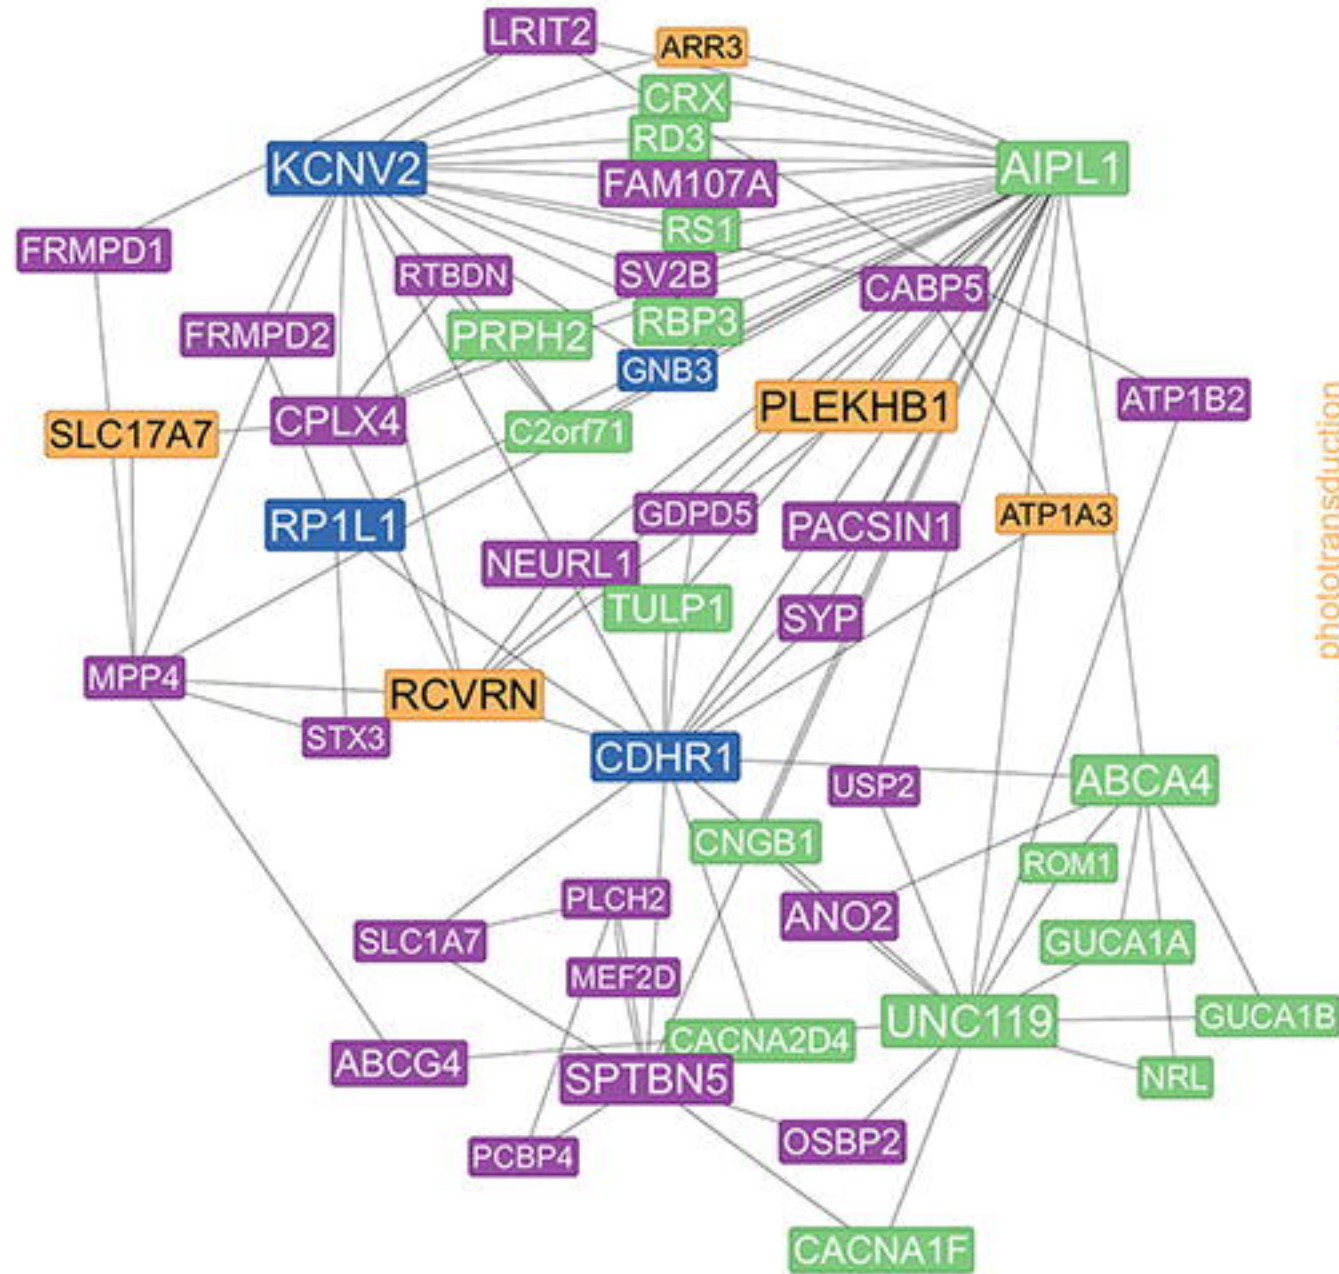 LRIT2
ARR3
CRX
RD3
KCNV2
FAM107A
AIPL1
RS1
FRMPD1
RTBDN
SV2B
CABP5
FRMPD2
PRPH2
RBP3
GNB3
SLC17A7
CPLX4
C2orf71
PLEKHB1
ATP1B2
RP1L1
GDPD5
PACSIN1
ATP1A3
NEURL1
TULP1
SYP
MPP4
RCVRN
STX3
CDHR1
USP2
ABCA4
CNGB1
ROM1
PLCH2
SLC1A7
ANO2
GUCA1A
MEF2D
UNC119
GUCA1B
ABCG4
CACNA2D4
SPTBN5
NRL
PCBP4
OSBP2
CACNA1F
phototransduction